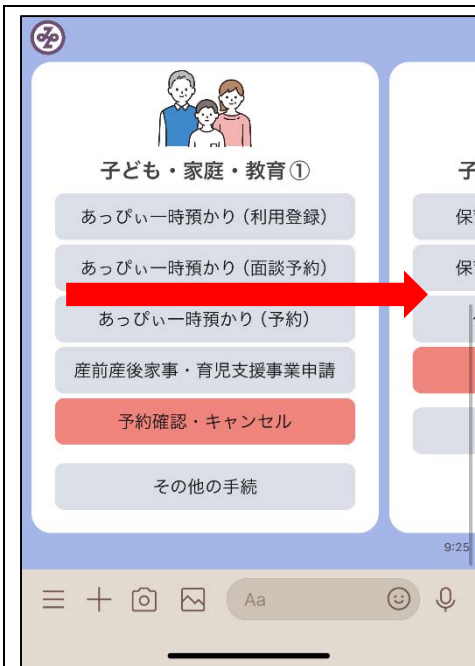 子ども・家庭・教育①
あっぴぃ一時預かり（利用登録）
あっぴぃ一時預かり（面談予約）
あっぴぃ一時預かり（予約）
産前産後家事・育児支援事業申請
予約確認・キャンセル
その他の手続
子
保
保
9:25
Aa